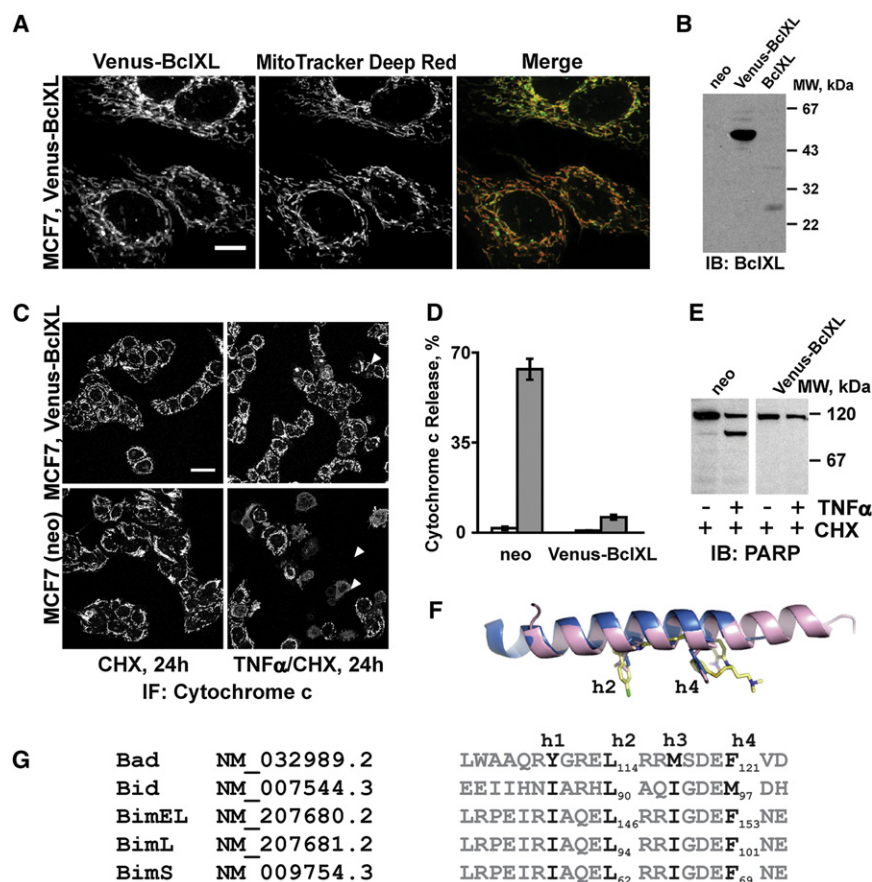 A
Venus-BclXL
MitoTracker Deep Red
Merge
MCF7, Venus-BclXL
B
neo
Venus-BclXL
BclXL
MW, kDa
67
43
32
22
IB: BclXL
C
MCF7, Venus-BclXL
MCF7 (neo)
CHX, 24h
TNFα/CHX, 24h
IF: Cytochrome c
D
Cytochrome c Release, %
70
35
0
neo
Venus-BclXL
E
neo
Venus-BclXL
MW, kDa
120
67
- + - + TNFα
+ + + + CHX
IB: PARP
F
h2
h4
G
h1 h2 h3 h4
Bad NM_032989.2 LWAAQRYGREL114RRMSDEF121VD
Bid NM_007544.3 EEIIHNIARHL90AQIGDEM97DH
BimEL NM_207680.2 LRPEIRIAQEL146RRIGDEF153NE
BimL NM_207681.2 LRPEIRIAQEL94RRIGDEF101NE
BimS NM_009754.3 LRPEIRIAQEL62RRIGDEF69NE